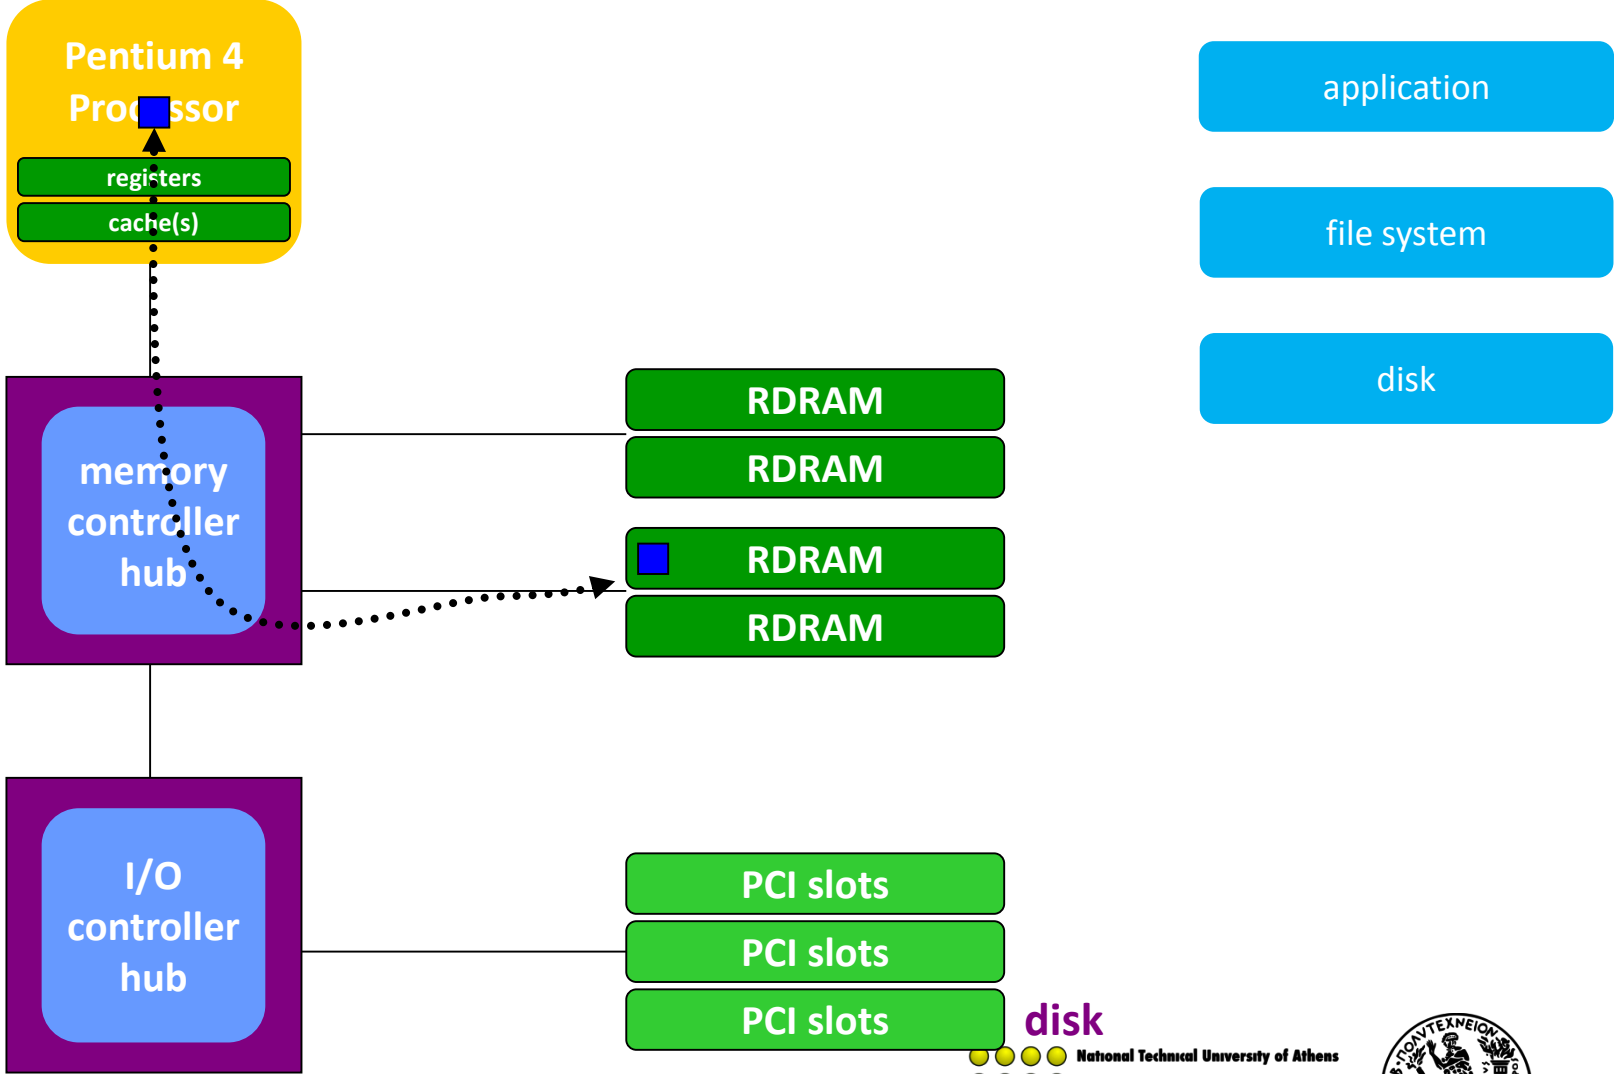 Pentium 4
Processor
registers
cache(s)
memory
controller
hub
I/O
controller
hub
RDRAM
RDRAM
RDRAM
RDRAM
PCI slots
PCI slots
PCI slots
disk
National Technical University of Athens
application
file system
disk